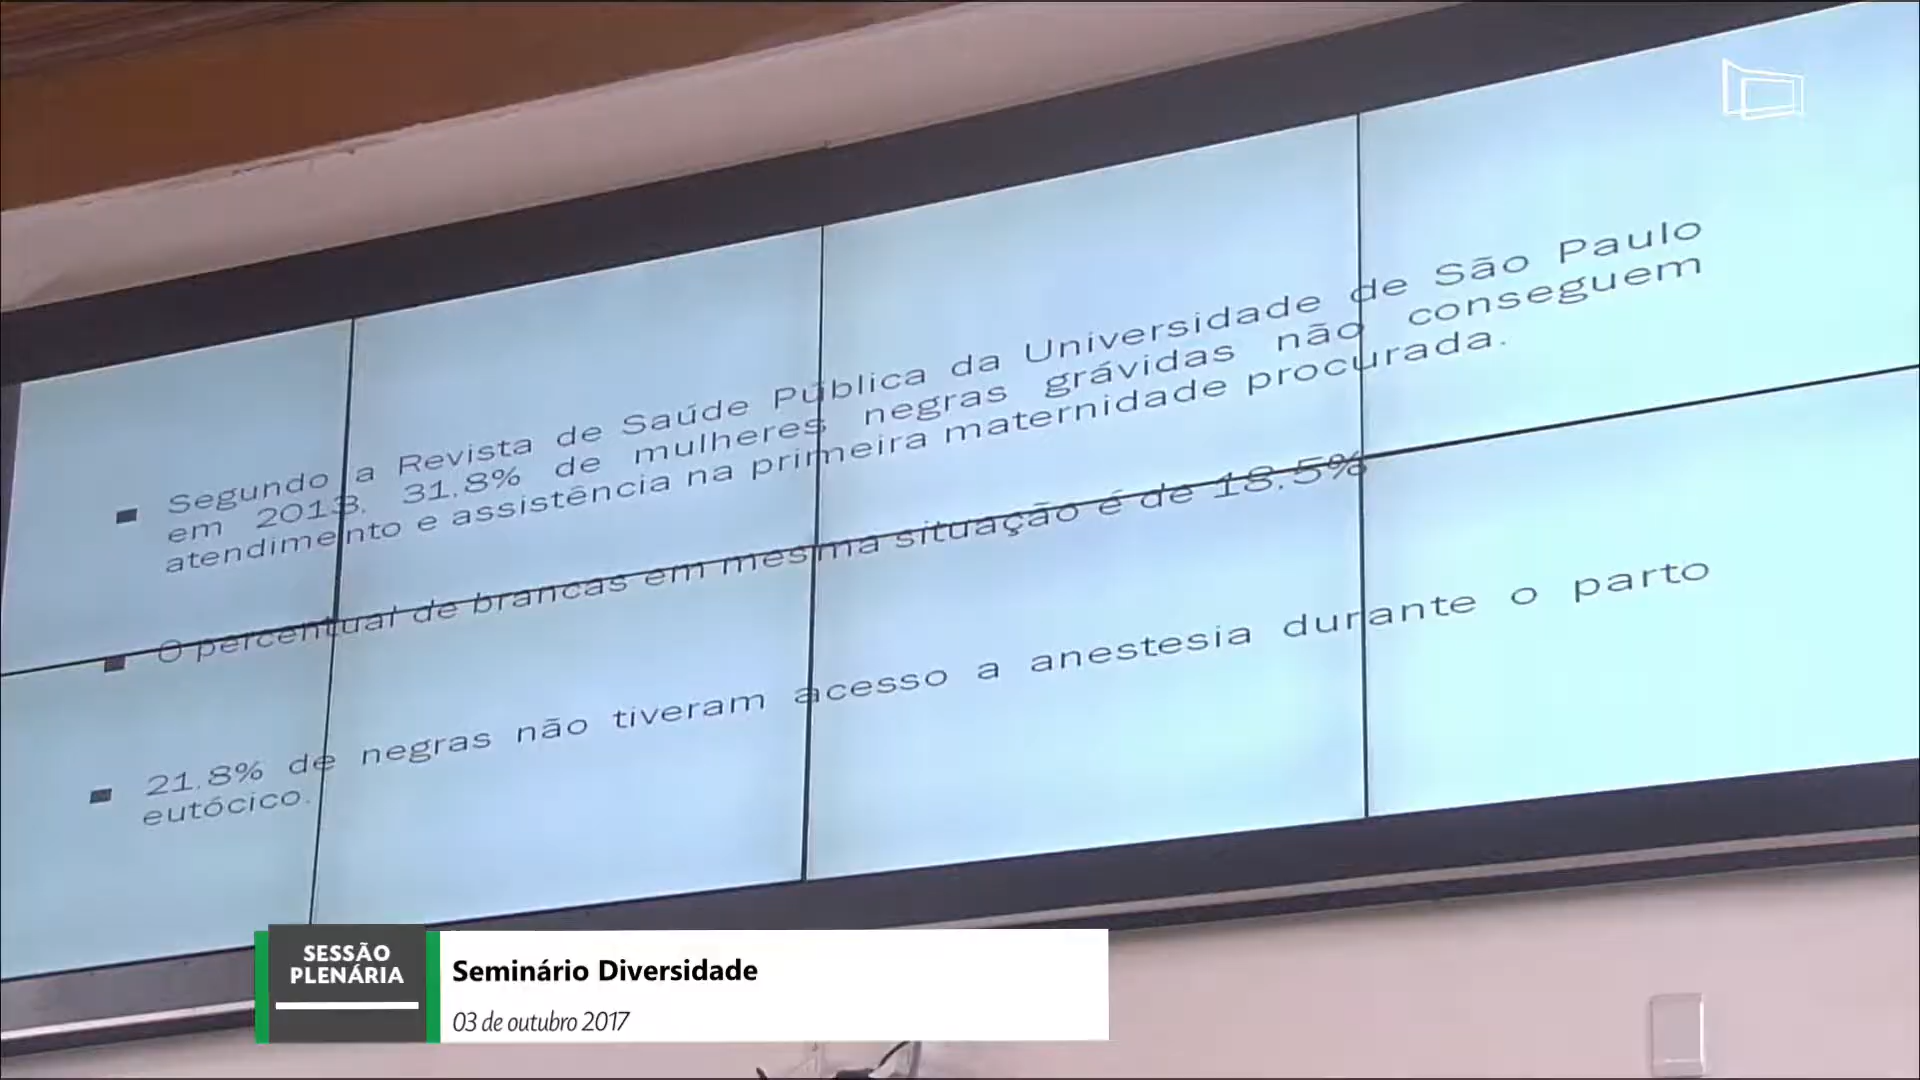 Segundo a Revista de Saúde Pública da Universidade de São Paulo
em 2013, 31.8% de mulheres negras grávidas não conseguem
atendimento e assistência na primeira maternidade procurada.
O percentual de brancas em mesma situação é de 18.5%
21.8% de negras não tiveram acesso a anestesia durante o parto
eutócico.
SESSÃO
PLENÁRIA
Seminário Diversidade
03 de outubro 2017